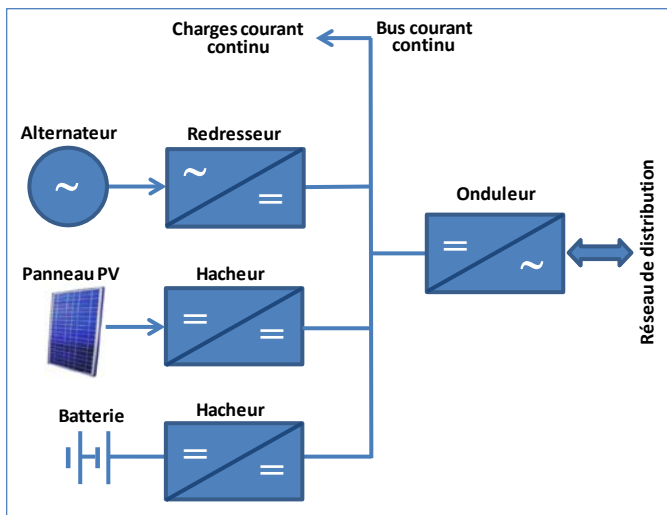 Charges courant
continu
Bus courant
continu
Alternateur
Redresseur
~
~
=
Onduleur
=
~
Réseau de distribution
Panneau PV
Hacheur
=
=
Batterie
Hacheur
=
=